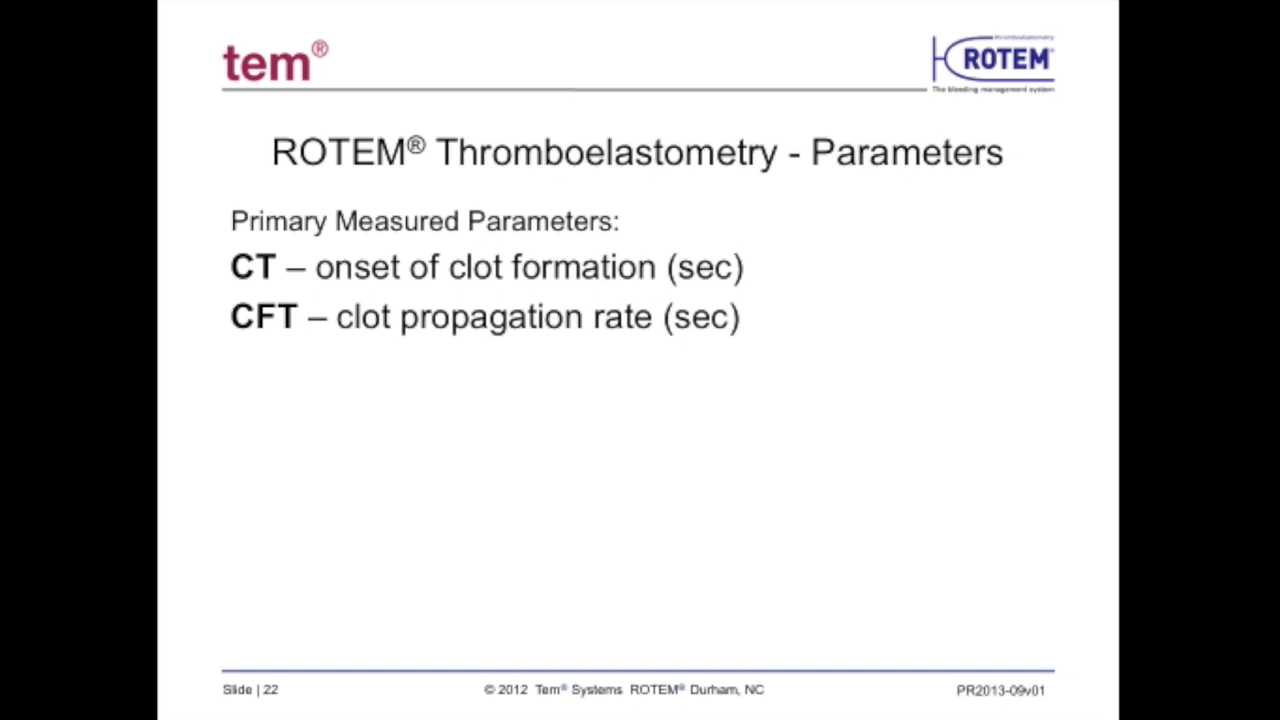 tem®
thromboelastometry
ROTEM®
The bleeding management system
ROTEM® Thromboelastometry - Parameters
Primary Measured Parameters:
CT – onset of clot formation (sec)
CFT – clot propagation rate (sec)
Slide | 22
© 2012 Tem® Systems ROTEM® Durham, NC
PR2013-09v01